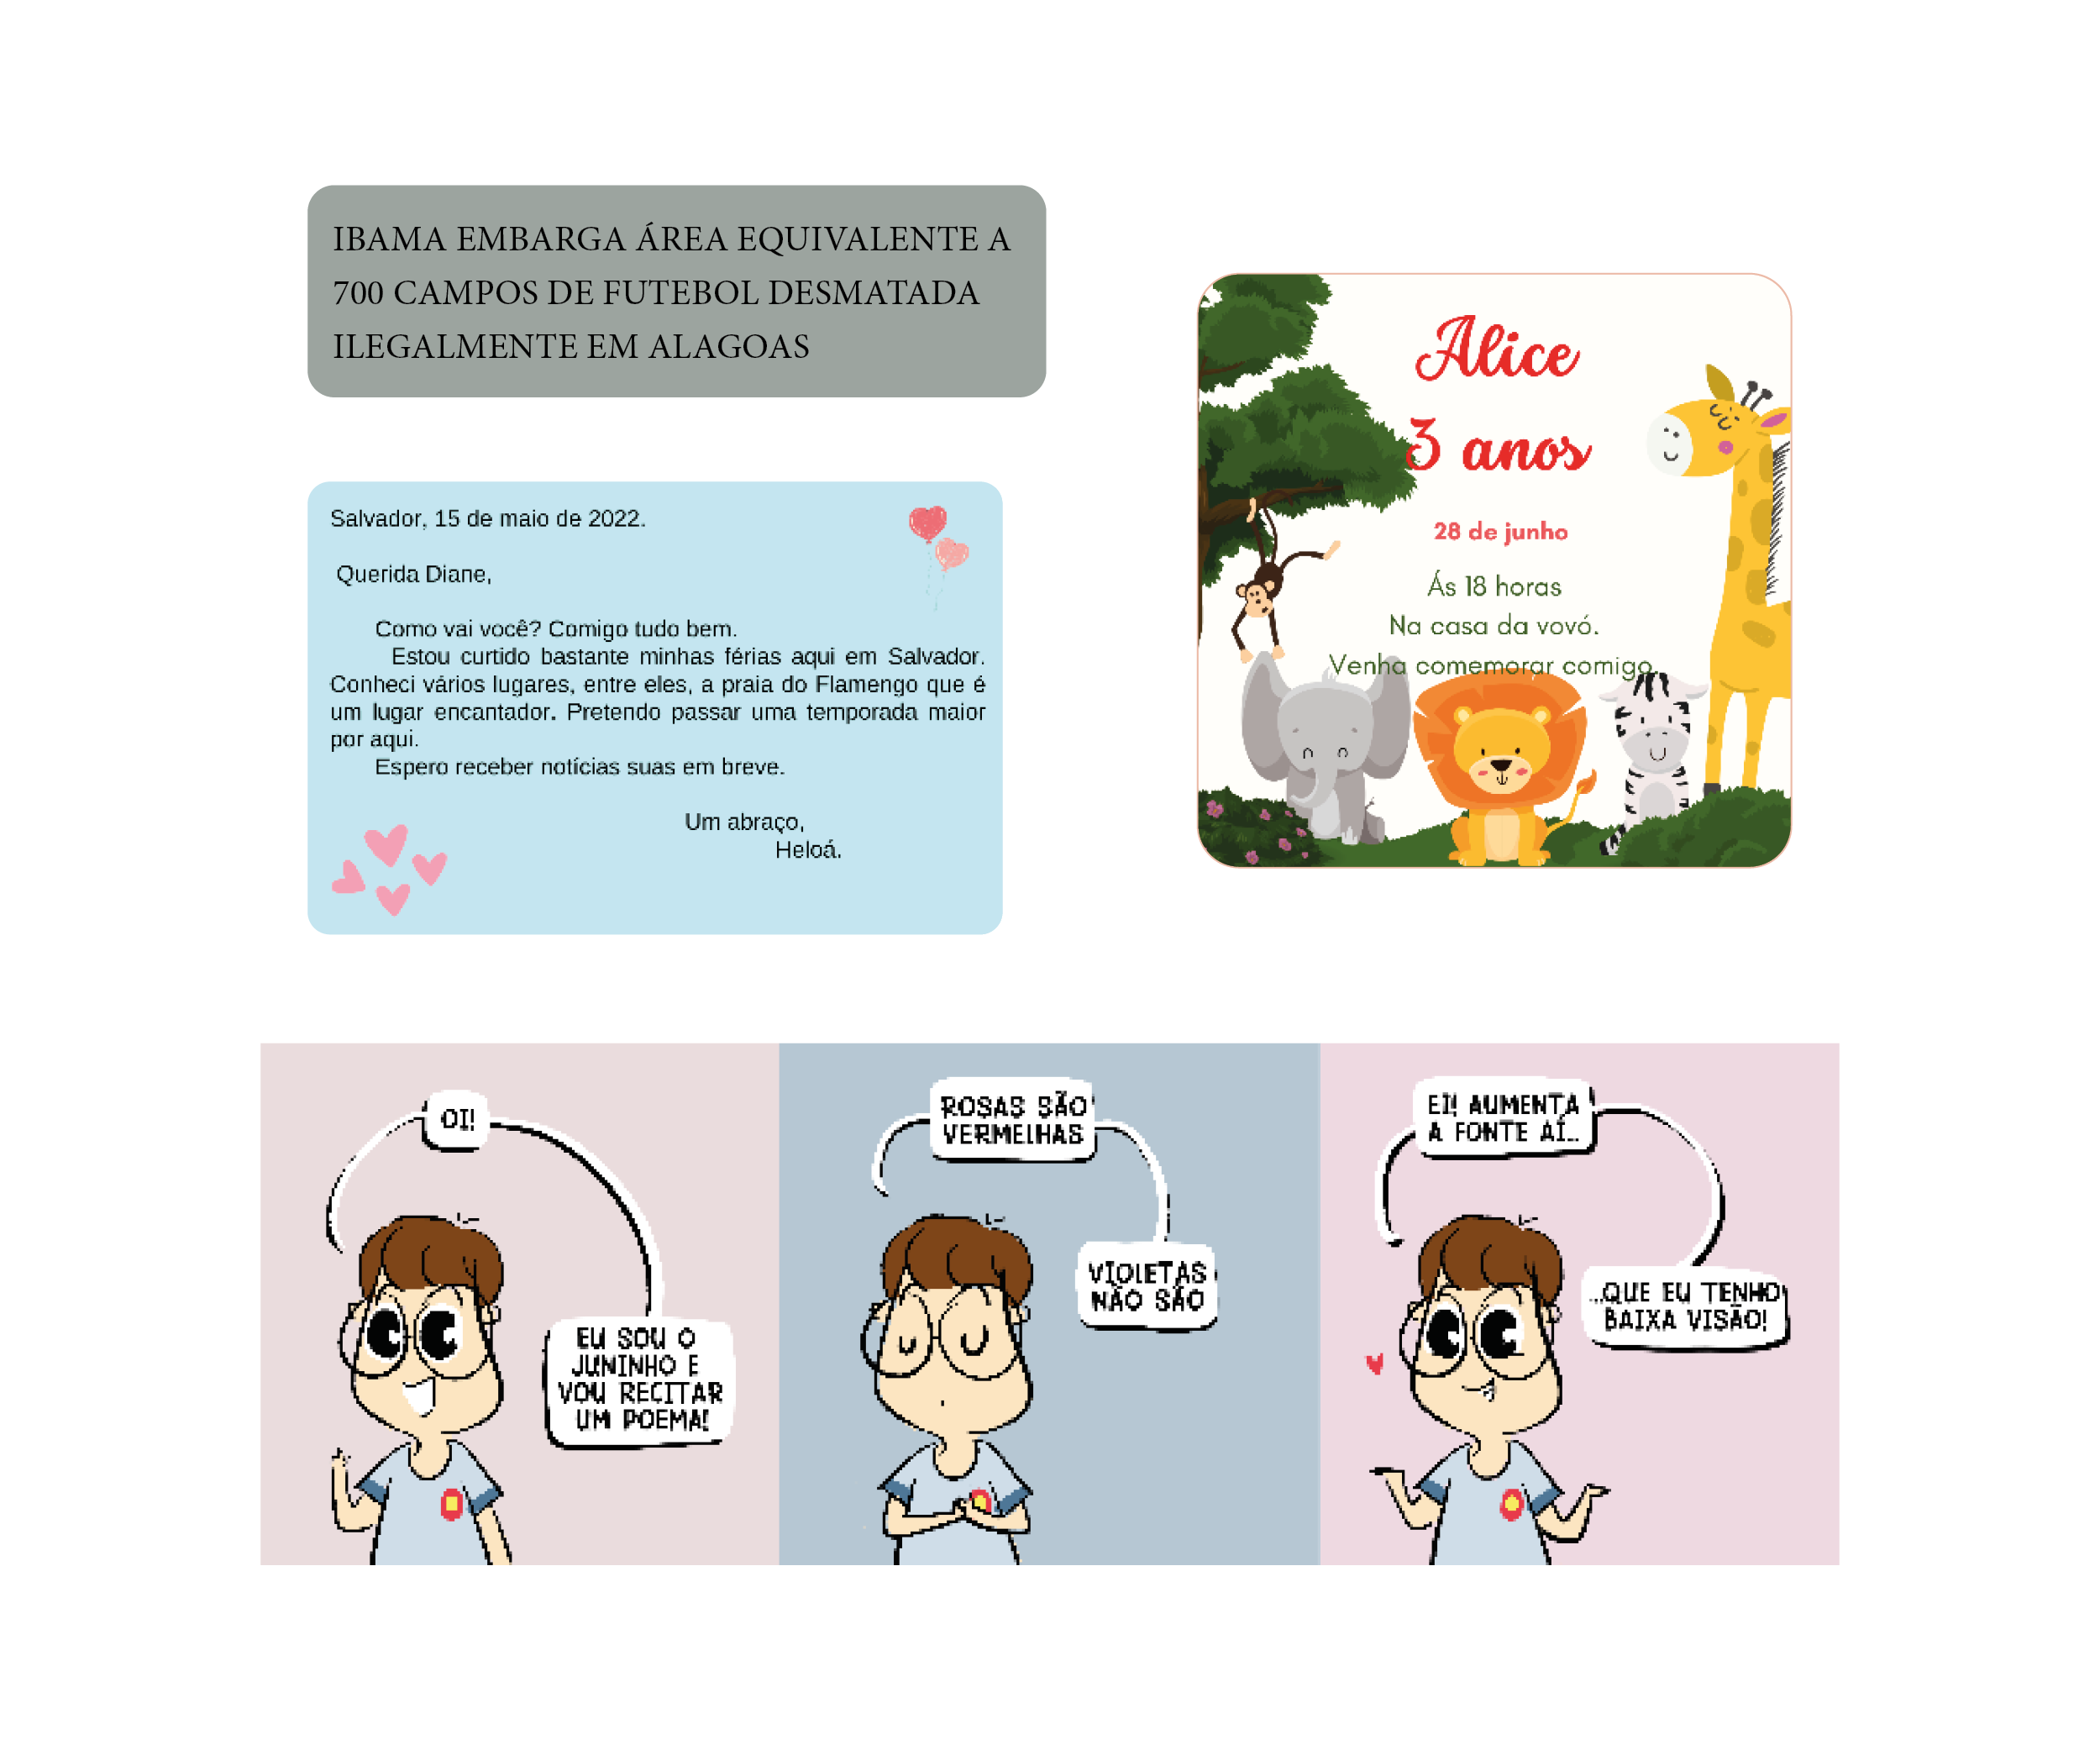 IBAMA EMBARGA ÁREA EQUIVALENTE A
700 CAMPOS DE FUTEBOL DESMATADA
ILEGALMENTE EM ALAGOAS
Salvador, 15 de maio de 2022.
Querida Diane,
Como vai você? Comigo tudo bem.
Estou curtido bastante minhas férias aqui em Salvador.
Conheci vários lugares, entre eles, a praia do Flamengo que é
um lugar encantador. Pretendo passar uma temporada maior
por aqui.
Espero receber notícias suas em breve.
Um abraço,
Heloá.
Alice
3 anos
28 de junho
Ás 18 horas
Na casa da vovó.
Venha comemorar comigo.
OI!
EU SOU O
JUNINHO E
VOU RECITAR
UM POEMA!
ROSAS SÃO
VERMELHAS
VIOLETAS
NÃO SÃO
EI! AUMENTA
A FONTE AÍ...
...QUE EU TENHO
BAIXA VISÃO!